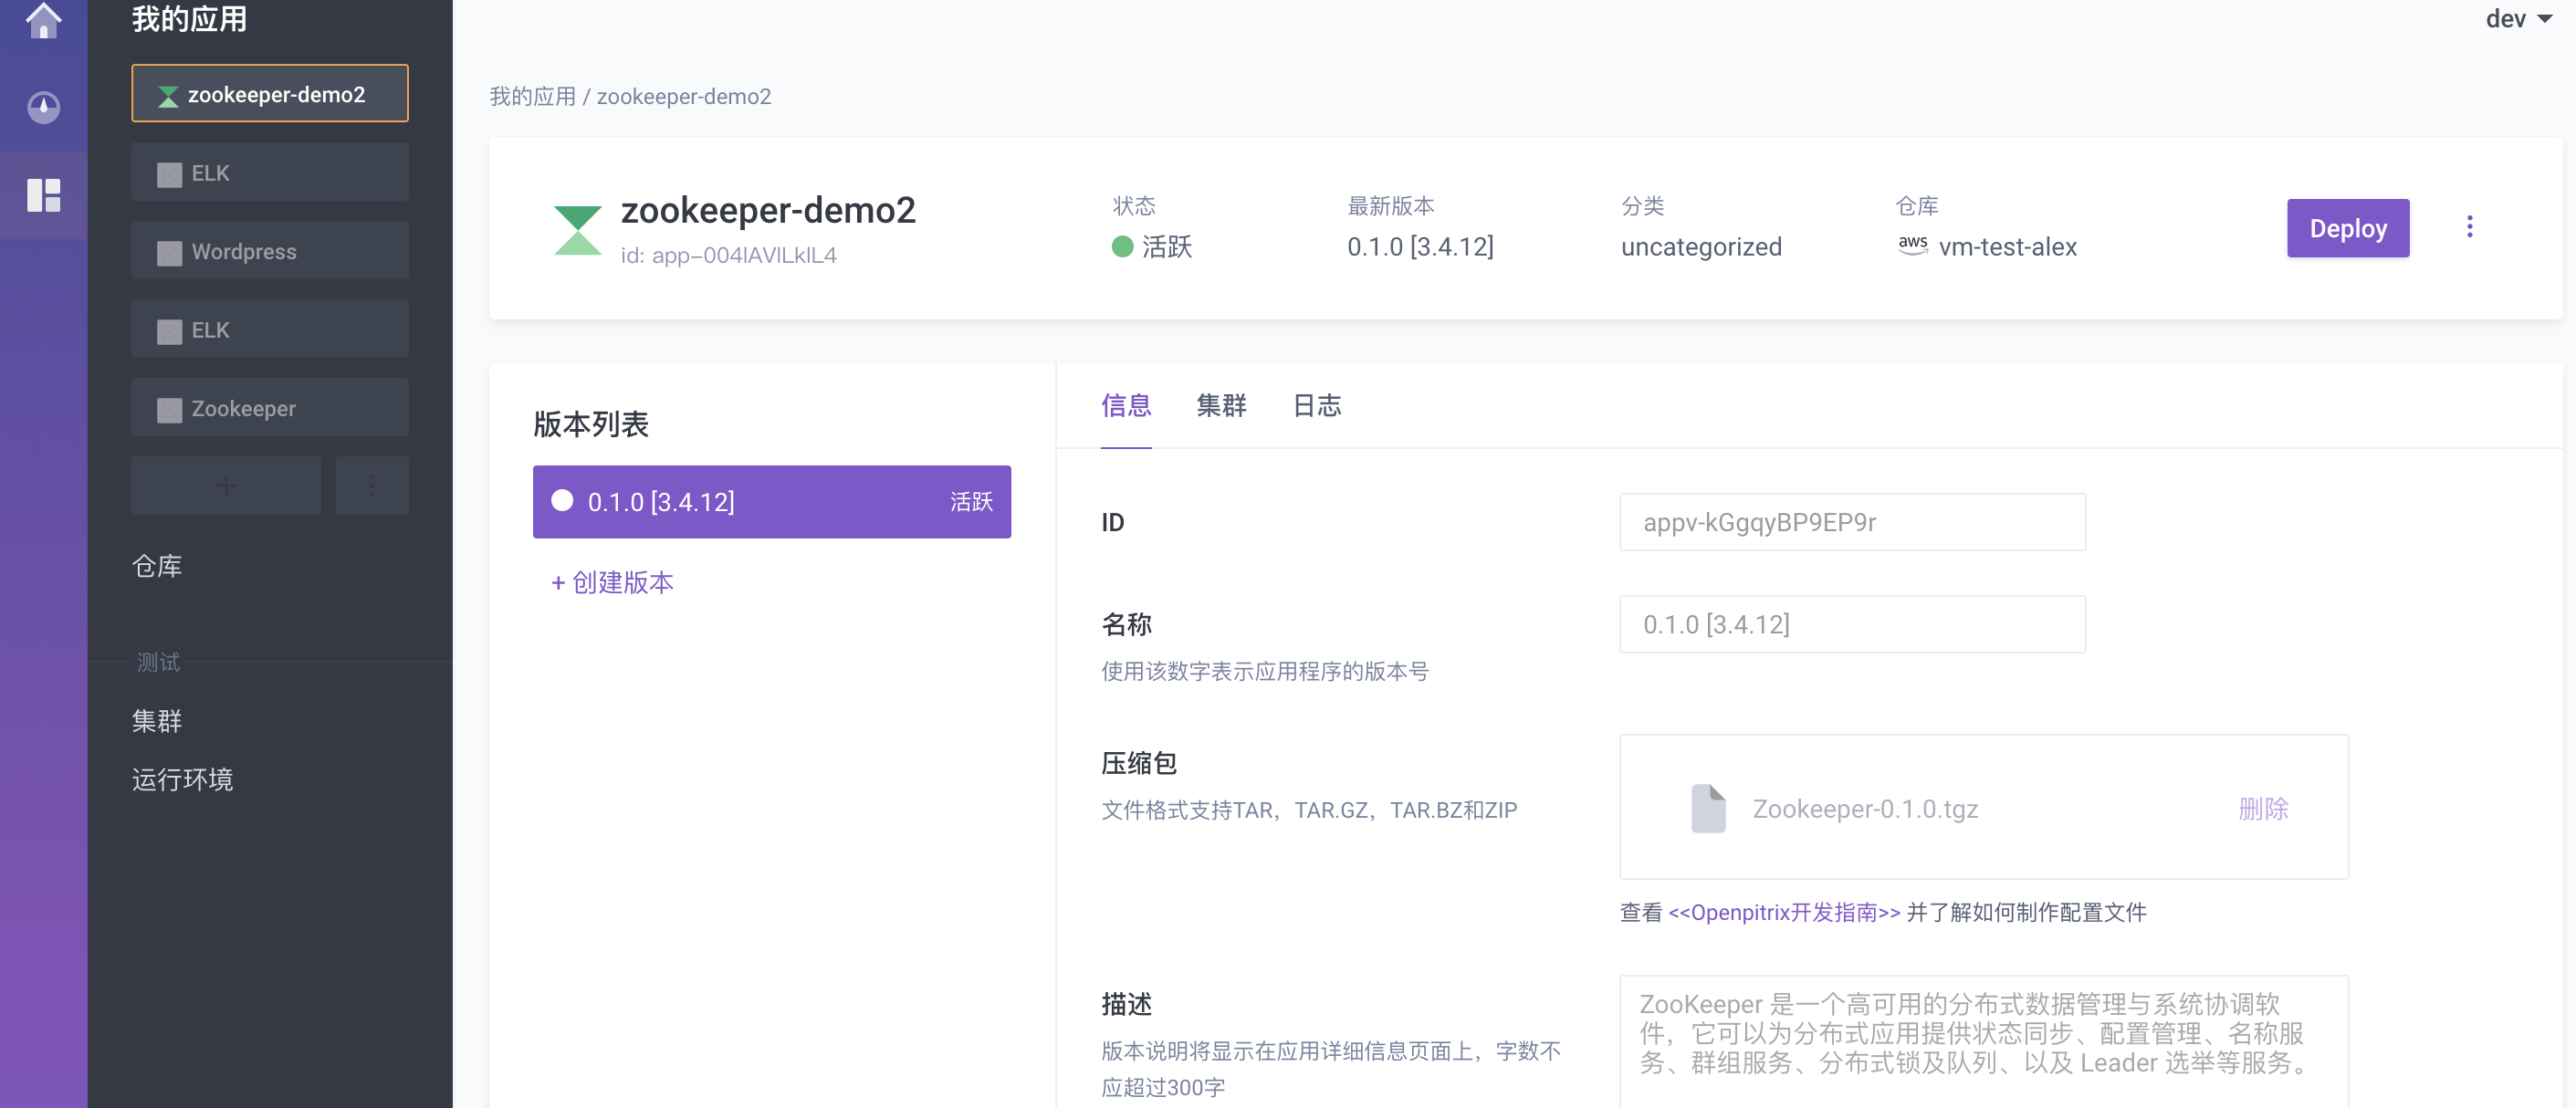 我的应用
zookeeper-demo2
ELK
Wordpress
ELK
Zookeeper
仓库
测试
集群
运行环境
dev
我的应用 / zookeeper-demo2
zookeeper-demo2
id: app-004lAVlLklL4
状态
活跃
最新版本
0.1.0 [3.4.12]
分类
uncategorized
仓库
aws vm-test-alex
Deploy
版本列表
0.1.0 [3.4.12] 活跃
+ 创建版本
信息 集群 日志
ID
appv-kGgqyBP9EP9r
名称
0.1.0 [3.4.12]
使用该数字表示应用程序的版本号
压缩包
文件格式支持TAR，TAR.GZ，TAR.BZ和ZIP
Zookeeper-0.1.0.tgz 删除
查看 <<Openpitrix开发指南>> 并了解如何制作配置文件
描述
版本说明将显示在应用详细信息页面上，字数不
应超过300字
ZooKeeper 是一个高可用的分布式数据管理与系统协调软
件，它可以为分布式应用提供状态同步、配置管理、名称服
务、群组服务、分布式锁及队列、以及 Leader 选举等服务。